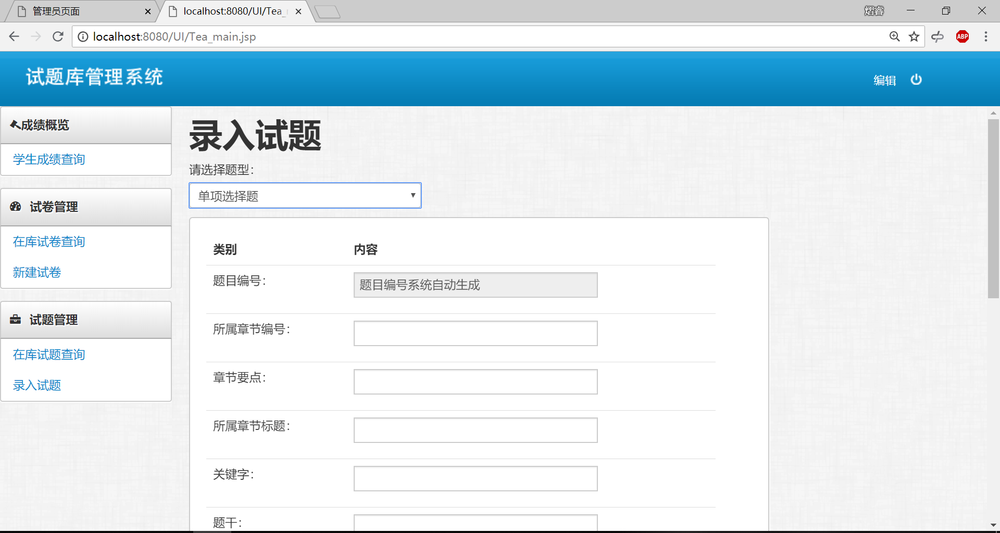 管理员页面
localhost:8080/UI/Tea_
熠睿
localhost:8080/UI/Tea_main.jsp
ABP
试题库管理系统
编辑
成绩概览
学生成绩查询
试卷管理
在库试卷查询
新建试卷
试题管理
在库试题查询
录入试题
录入试题
请选择题型：
单项选择题
类别 内容
题目编号： 题目编号系统自动生成
所属章节编号：
章节要点：
所属章节标题：
关键字：
题干：